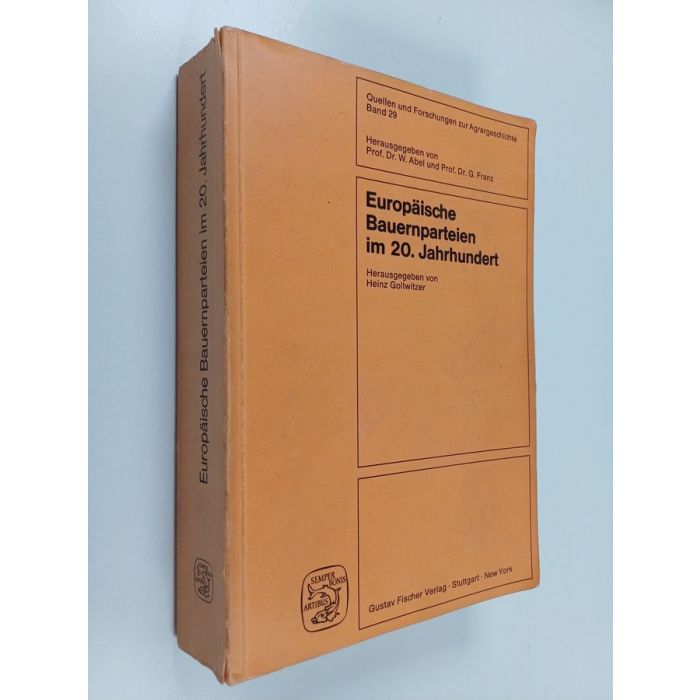 Europäische Bauernparteien im 20. Jahrhundert
Quellen und Forschungen zur Agrargeschichte
Band 29
Herausgegeben von
Prof. Dr. W. Abel und Prof. Dr. G. Franz
Europäische
Bauernparteien
im 20. Jahrhundert
Herausgegeben von
Heinz Gollwitzer
SEMPER
BONIS
ARTIBUS
Gustav Fischer Verlag · Stuttgart · New York